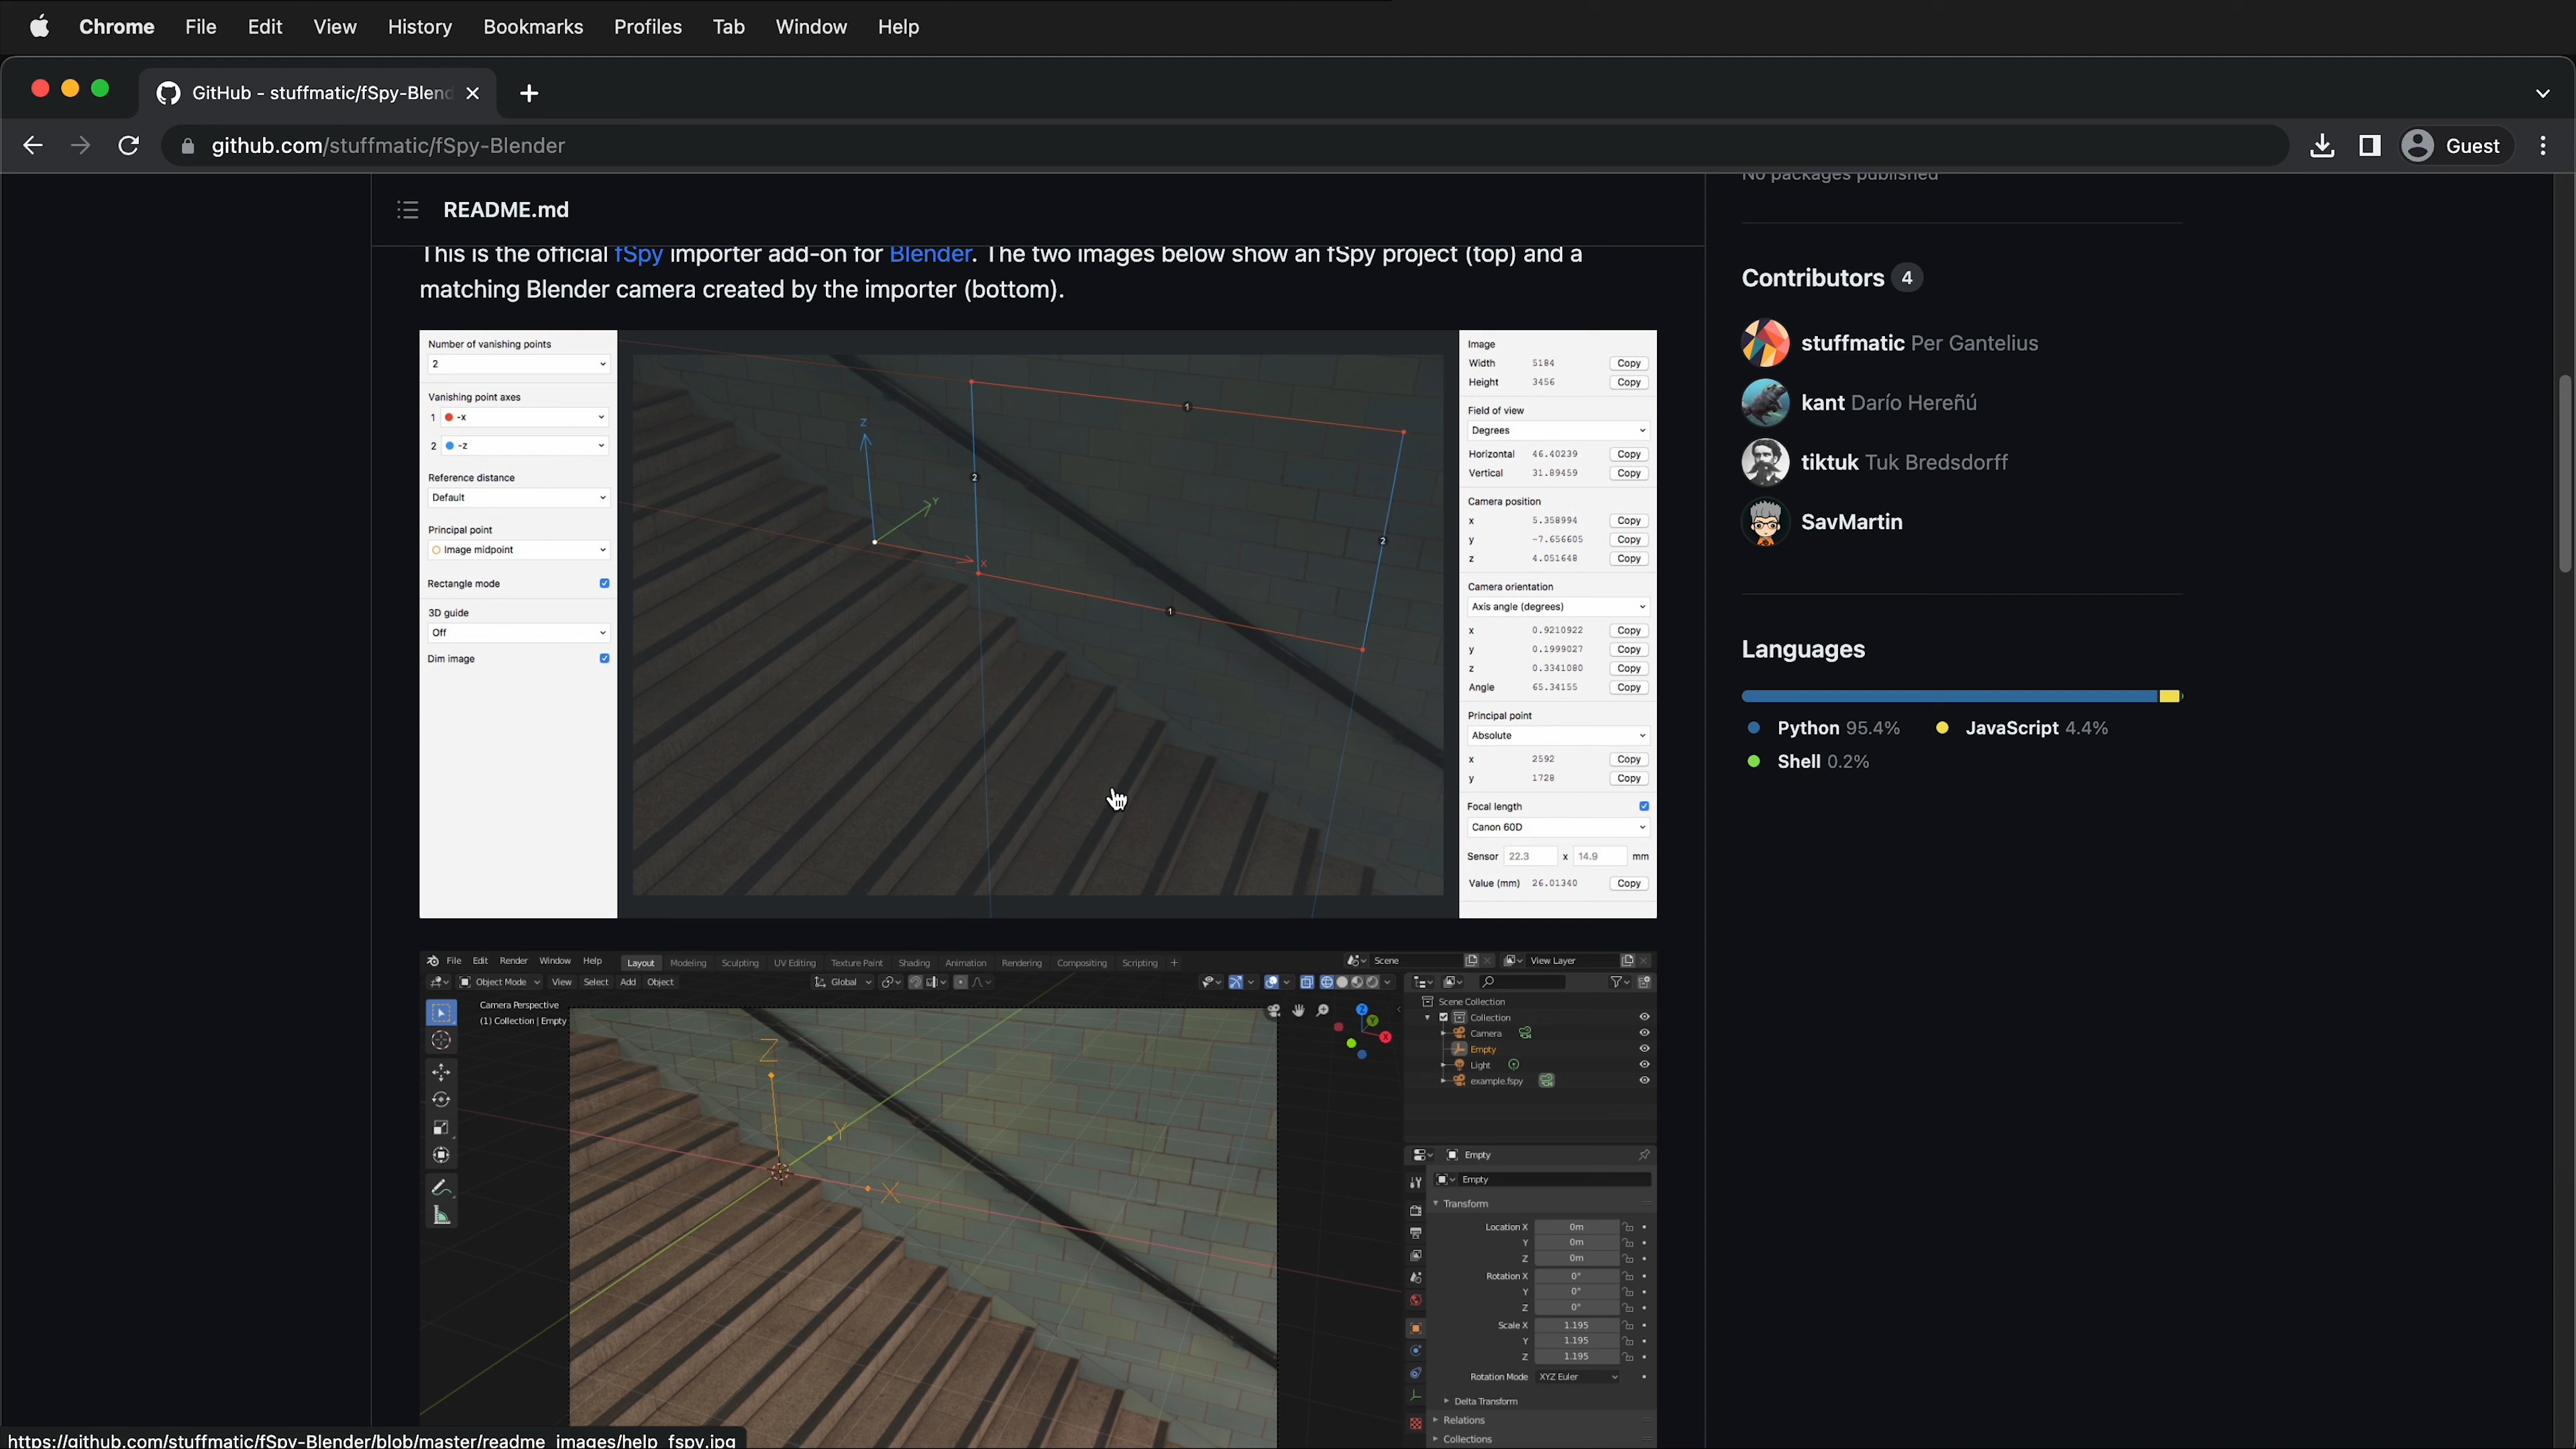 Chrome File Edit View History Bookmarks Profiles Tab Window Help
GitHub - stuffmatic/fSpy-Blend
github.com/stuffmatic/fSpy-Blender
Guest
README.md
This is the official fSpy importer add-on for Blender. The two images below show an fSpy project (top) and a
matching Blender camera created by the importer (bottom).
Number of vanishing points
2
Vanishing point axes
1 -x
2 -z
Reference distance
Default
Principal point
Image midpoint
Rectangle mode
3D guide
Off
Dim image
Z
Y
X
1
2
2
1
Image
Width 5184 Copy
Height 3456 Copy
Field of view
Degrees
Horizontal 46.40239 Copy
Vertical 31.89459 Copy
Camera position
x 5.358994 Copy
y -7.656605 Copy
z 4.051648 Copy
Camera orientation
Axis angle (degrees)
x 0.9210922 Copy
y 0.1999027 Copy
z 0.3341080 Copy
Angle 65.34155 Copy
Principal point
Absolute
x 2592 Copy
y 1728 Copy
Focal length
Canon 60D
Sensor 22.3 x 14.9 mm
Value (mm) 26.01340 Copy
File Edit Render Window Help Layout Modeling Sculpting UV Editing Texture Paint Shading Animation Rendering Compositing Scripting + Scene View Layer
Object Mode View Select Add Object Global
Camera Perspective
(1) Collection | Empty
Z
Y
X
Z
Y
X
Scene Collection
Collection
Camera
Empty
Light
example.fspy
Empty
Empty
Transform
Location X 0m
Y 0m
Z 0m
Rotation X 0°
Y 0°
Z 0°
Scale X 1.195
Y 1.195
Z 1.195
Rotation Mode XYZ Euler
Delta Transform
Relations
Collections
No packages published
Contributors 4
stuffmatic Per Gantelius
kant Darío Hereñú
tiktuk Tuk Bredsdorff
SavMartin
Languages
Python 95.4% JavaScript 4.4%
Shell 0.2%
https://github.com/stuffmatic/fSpy-Blender/blob/master/readme_images/help_fspy.jpg